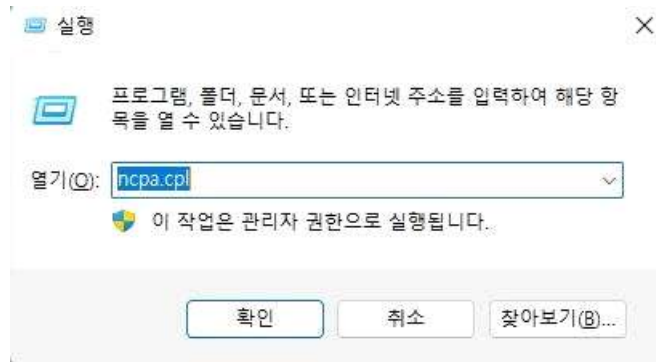 실행
프로그램, 폴더, 문서, 또는 인터넷 주소를 입력하여 해당 항
목을 열 수 있습니다.
열기(O): ncpa.cpl
이 작업은 관리자 권한으로 실행됩니다.
확인 취소 찾아보기(B)...